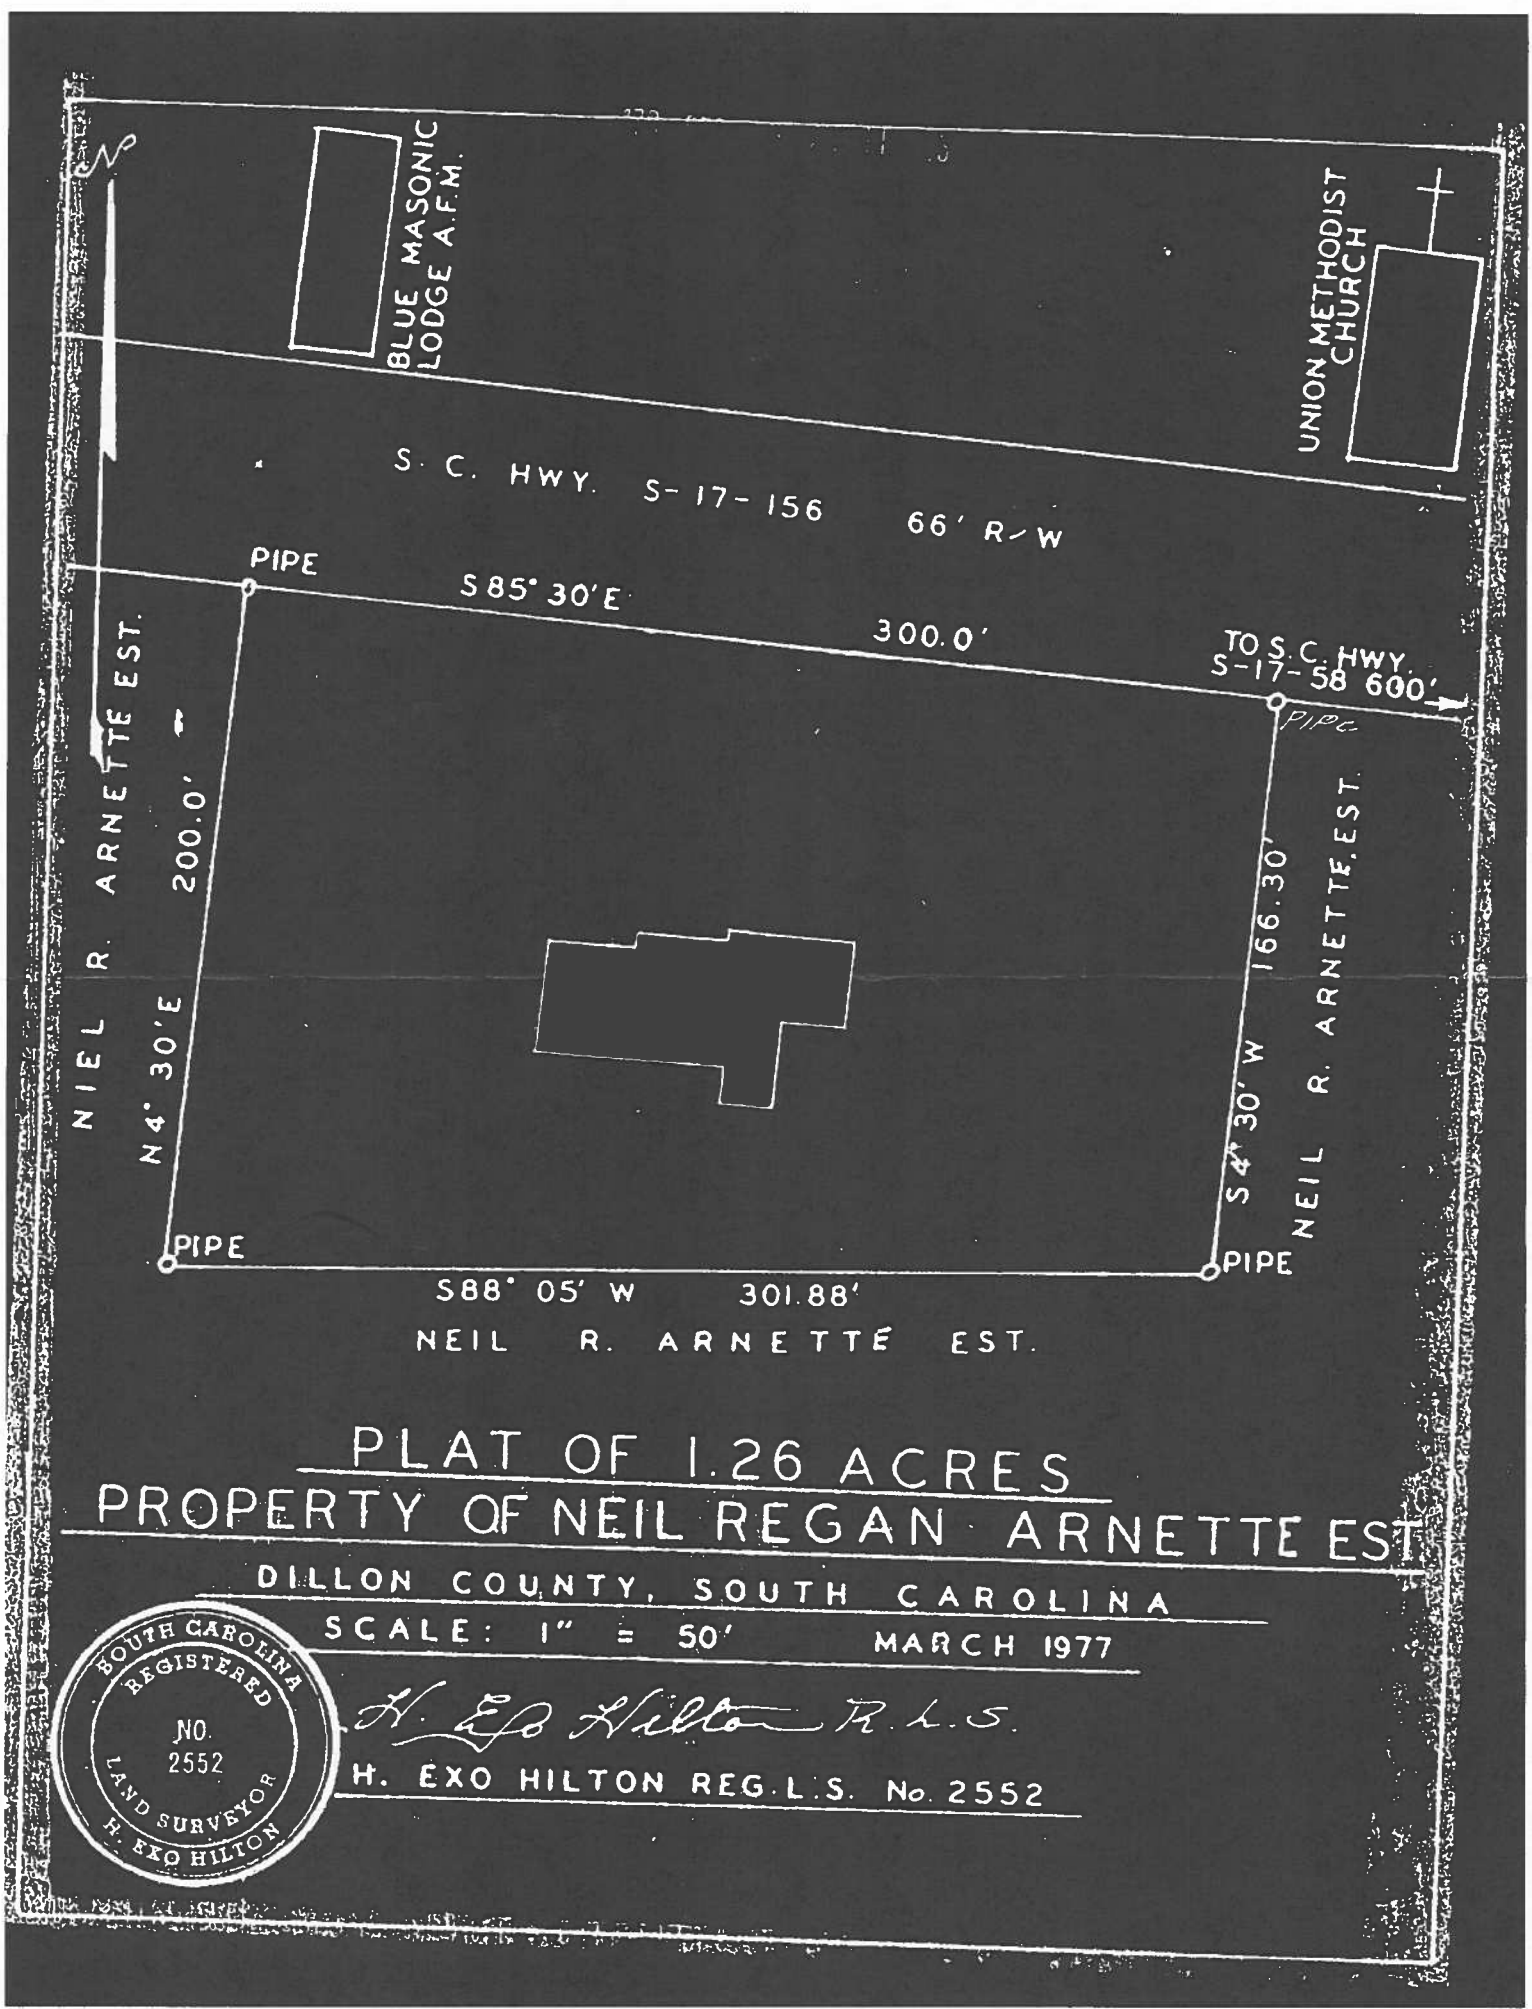 N
BLUE MASONIC
LODGE A.F.M.
UNION METHODIST
CHURCH
S. C. HWY. S-17-156 66' R/W
PIPE
S 85° 30' E
300.0'
TO S. C. HWY.
S-17-58 600'
PIPE
NIEL R. ARNETTE EST.
N 4° 30' E 200.0'
S 4° 30' W 166.30'
NEIL R. ARNETTE, EST.
PIPE
PIPE
S88° 05' W 301.88'
NEIL R. ARNETTE EST.
PLAT OF 1.26 ACRES
PROPERTY OF NEIL REGAN ARNETTE EST
DILLON COUNTY, SOUTH CAROLINA
SCALE: 1" = 50' MARCH 1977
H. Exo Hilton R.L.S.
H. EXO HILTON REG. L.S. No. 2552
SOUTH CAROLINA
REGISTERED
NO.
2552
LAND SURVEYOR
H. EXO HILTON